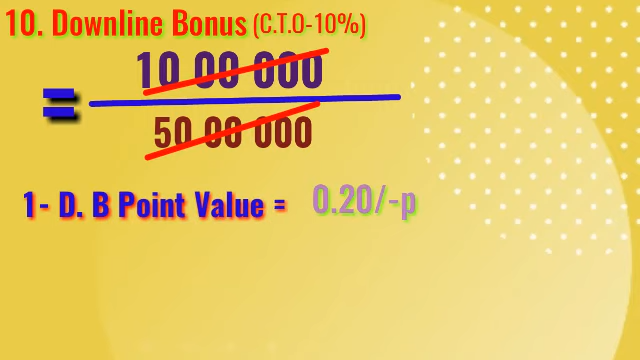 10. Downline Bonus (C.T.O-10%)
= 10 00 000
50 00 000
1- D. B Point Value = 0.20/-p